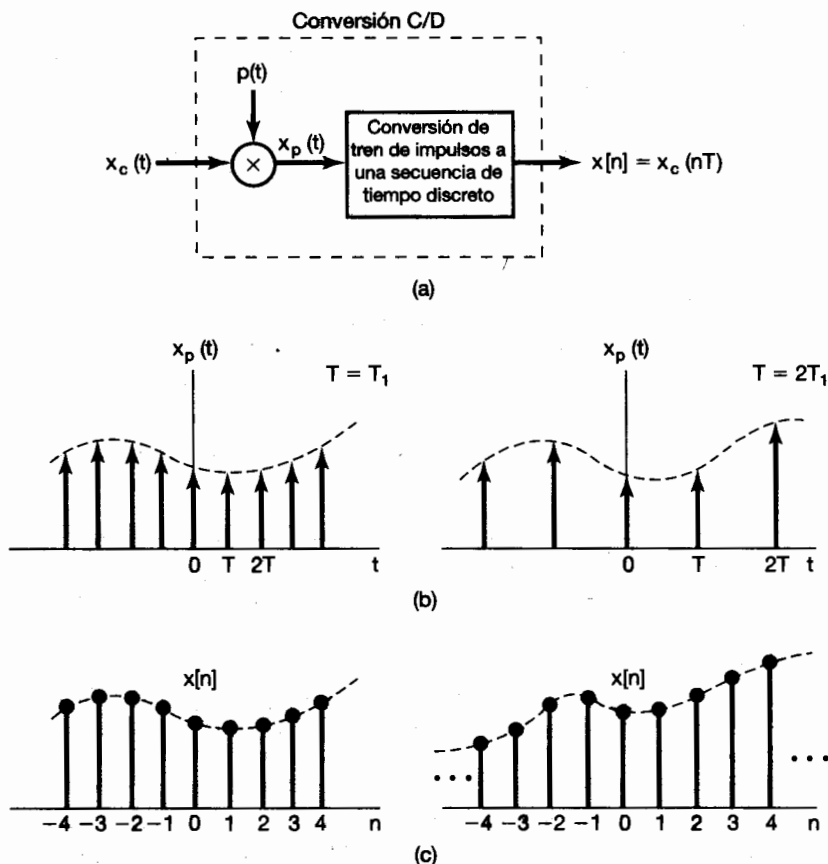 Conversión C/D
p(t)
x_c (t)
×
x_p (t)
Conversión de
tren de impulsos a
una secuencia de
tiempo discreto
x[n] = x_c (nT)
(a)
x_p (t)
T = T_1
0 T 2T t
x_p (t)
T = 2T_1
0 T 2T t
(b)
x[n]
-4 -3 -2 -1 0 1 2 3 4 n
x[n]
-4 -3 -2 -1 0 1 2 3 4 n
(c)